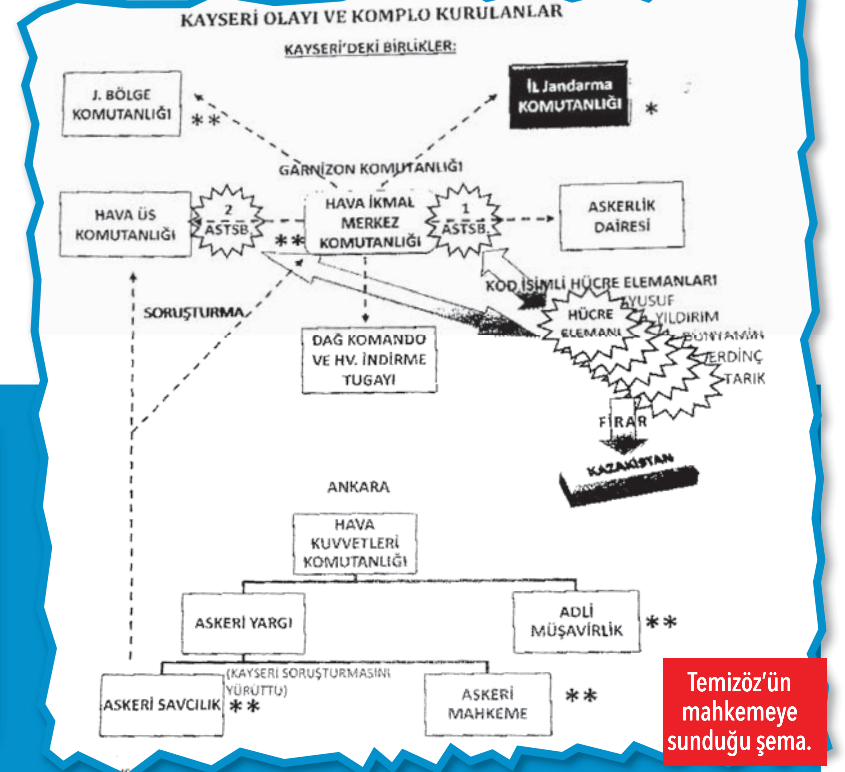 KAYSERİ OLAYI VE KOMPLO KURULANLAR
KAYSERİ'DEKİ BİRLİKLER:
J. BÖLGE
KOMUTANLIĞI
**
İL Jandarma
KOMUTANLIĞI
*
GARNİZON KOMUTANLIĞI
HAVA ÜS
KOMUTANLIĞI
2
ASTSB.
**
HAVA İKMAL
MERKEZ
KOMUTANLIĞI
1
ASTSB.
ASKERLİK
DAİRESİ
KOD İSİMLİ HÜCRE ELEMANLARI
HÜCRE
ELEMANI
YUSUF
YILDIRIM
BÜNYAMİN
ERDİNÇ
TARIK
SORUŞTURMA
DAĞ KOMANDO
VE HV. İNDİRME
TUGAYI
FİRAR
KAZAKİSTAN
ANKARA
HAVA
KUVVETLERİ
KOMUTANLIĞI
ASKERİ YARGI
ADLİ
MÜŞAVİRLİK
**
(KAYSERİ SORUŞTURMASINI
YÜRÜTTÜ)
ASKERİ SAVCILIK
**
ASKERİ
MAHKEME
**
Temizöz'ün
mahkemeye
sunduğu şema.